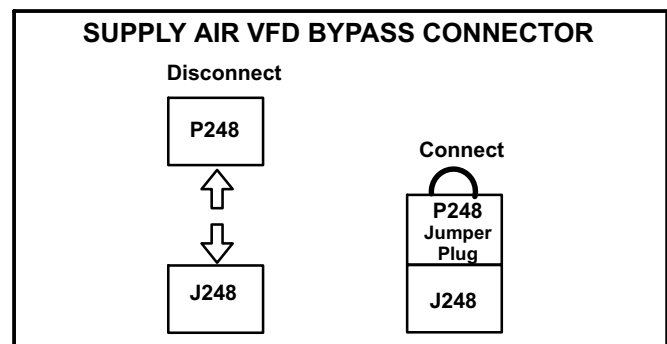 SUPPLY AIR VFD BYPASS CONNECTOR
Disconnect
P248
J248
Connect
P248
Jumper
Plug
J248